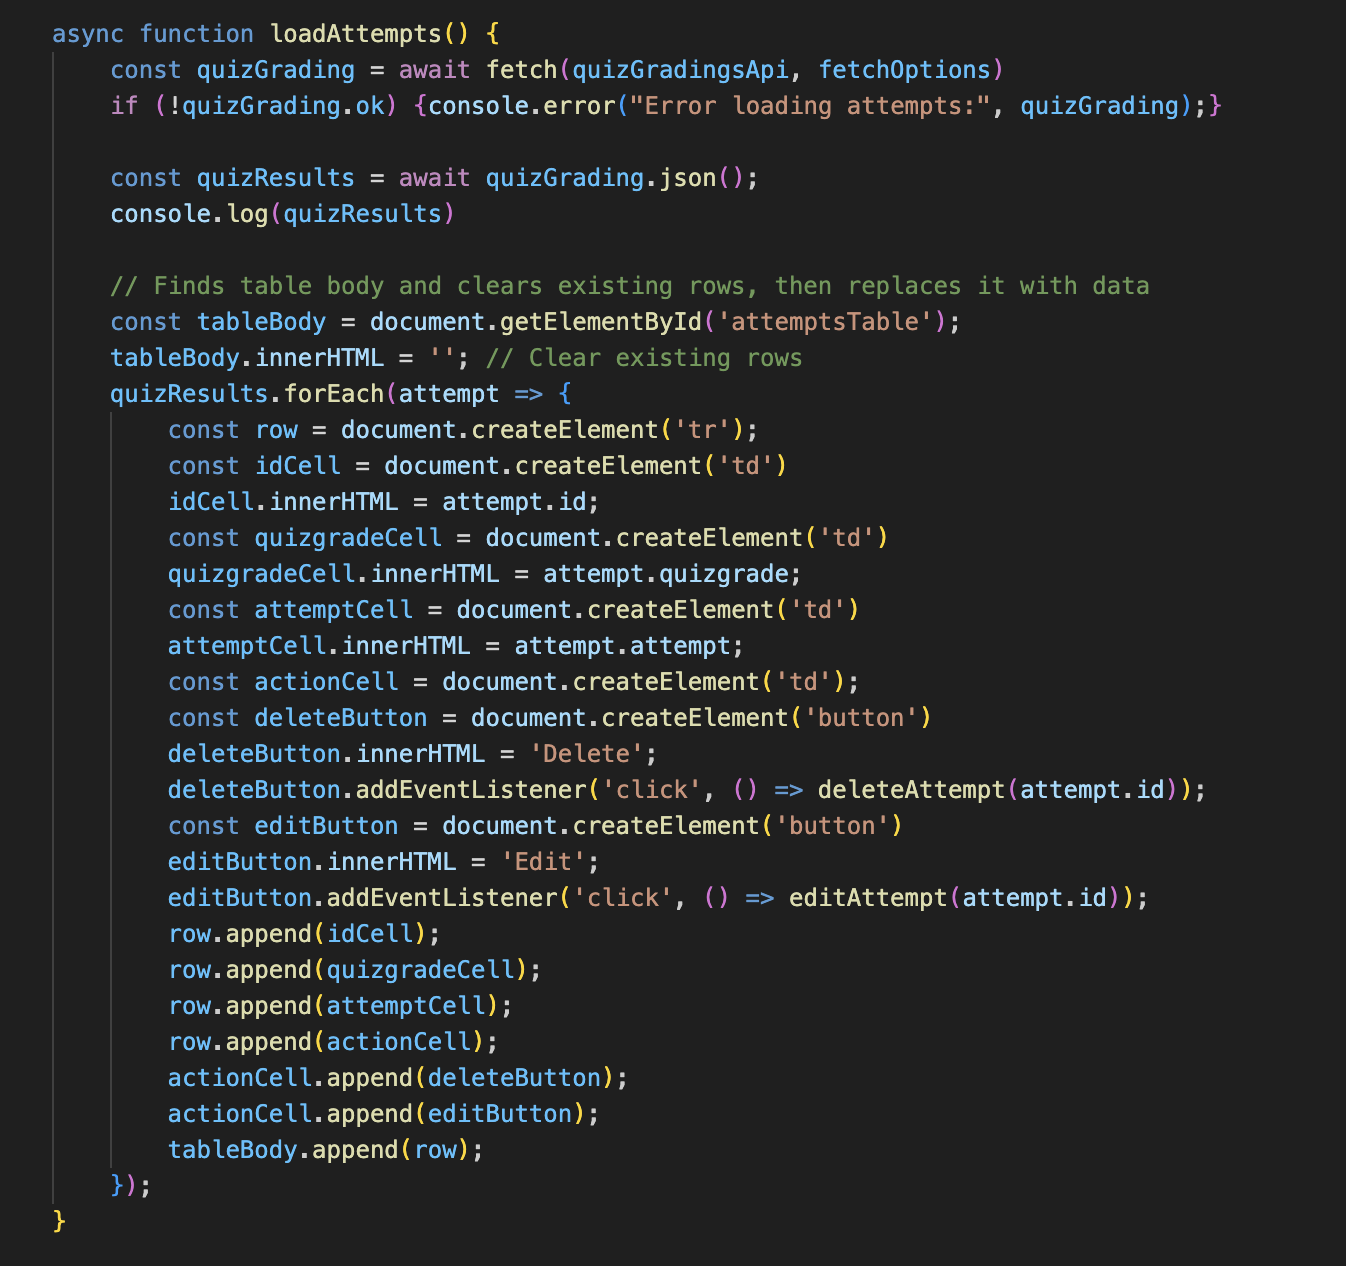 async function loadAttempts() {
const quizGrading = await fetch(quizGradingsApi, fetchOptions)
if (!quizGrading.ok) {console.error("Error loading attempts:", quizGrading);}
const quizResults = await quizGrading.json();
console.log(quizResults)
// Finds table body and clears existing rows, then replaces it with data
const tableBody = document.getElementById('attemptsTable');
tableBody.innerHTML = ''; // Clear existing rows
quizResults.forEach(attempt => {
const row = document.createElement('tr');
const idCell = document.createElement('td')
idCell.innerHTML = attempt.id;
const quizgradeCell = document.createElement('td')
quizgradeCell.innerHTML = attempt.quizgrade;
const attemptCell = document.createElement('td')
attemptCell.innerHTML = attempt.attempt;
const actionCell = document.createElement('td');
const deleteButton = document.createElement('button')
deleteButton.innerHTML = 'Delete';
deleteButton.addEventListener('click', () => deleteAttempt(attempt.id));
const editButton = document.createElement('button')
editButton.innerHTML = 'Edit';
editButton.addEventListener('click', () => editAttempt(attempt.id));
row.append(idCell);
row.append(quizgradeCell);
row.append(attemptCell);
row.append(actionCell);
actionCell.append(deleteButton);
actionCell.append(editButton);
tableBody.append(row);
});
}